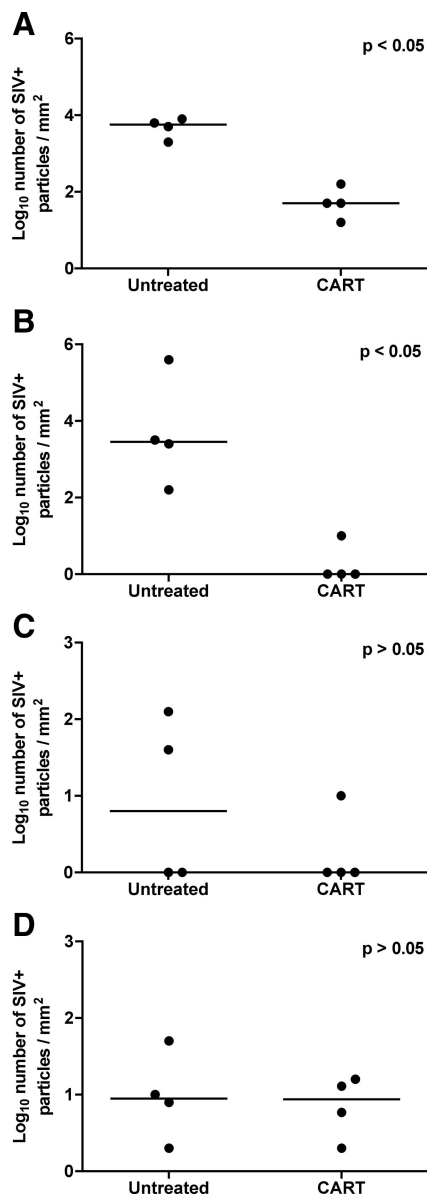 A
p < 0.05
Log10 number of SIV+
particles / mm2
6
4
2
0
Untreated CART
B
p < 0.05
Log10 number of SIV+
particles / mm2
6
4
2
0
Untreated CART
C
p > 0.05
Log10 number of SIV+
particles / mm2
3
2
1
0
Untreated CART
D
p > 0.05
Log10 number of SIV+
particles / mm2
3
2
1
0
Untreated CART